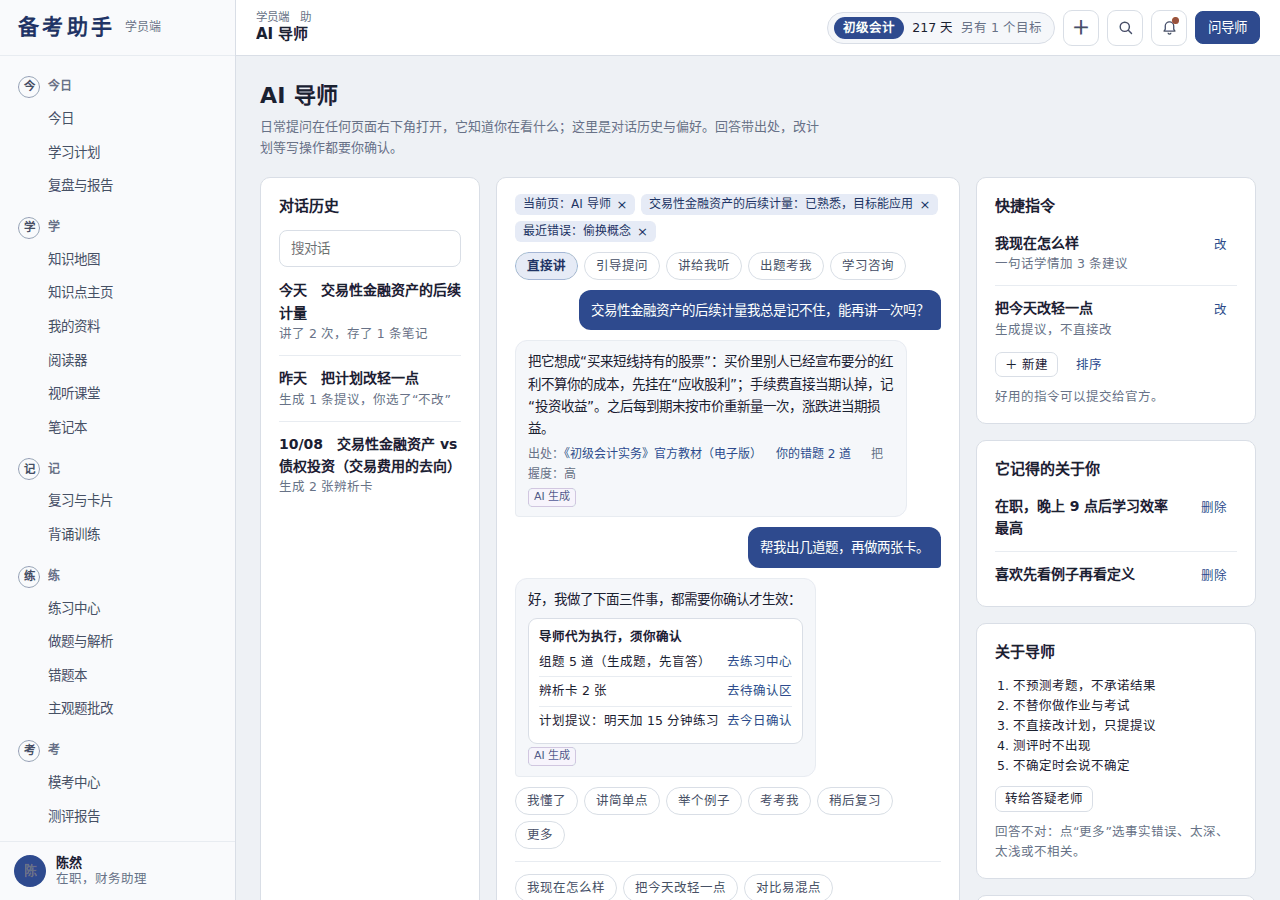 备考助手 学员端
今 今日
今日
学习计划
复盘与报告
学 学
知识地图
知识点主页
我的资料
阅读器
视听课堂
笔记本
记 记
复习与卡片
背诵训练
练 练
练习中心
做题与解析
错题本
主观题批改
考 考
模考中心
测评报告
陈 陈然
在职，财务助理
学员端 助
AI 导师
初级会计 217 天 另有 1 个目标
＋
问导师
AI 导师
日常提问在任何页面右下角打开，它知道你在看什么；这里是对话历史与偏好。回答带出处，改计
划等写操作都要你确认。
对话历史
搜对话
今天 交易性金融资产的后续
计量
讲了 2 次，存了 1 条笔记
昨天 把计划改轻一点
生成 1 条提议，你选了“不改”
10/08 交易性金融资产 vs
债权投资（交易费用的去向）
生成 2 张辨析卡
当前页：AI 导师 × 交易性金融资产的后续计量：已熟悉，目标能应用 ×
最近错误：偷换概念 ×
直接讲 引导提问 讲给我听 出题考我 学习咨询
交易性金融资产的后续计量我总是记不住，能再讲一次吗？
把它想成“买来短线持有的股票”：买价里别人已经宣布要分的红
利不算你的成本，先挂在“应收股利”；手续费直接当期认掉，记
“投资收益”。之后每到期末按市价重新量一次，涨跌进当期损
益。
出处：《初级会计实务》官方教材（电子版） 你的错题 2 道 把
握度：高
AI 生成
帮我出几道题，再做两张卡。
好，我做了下面三件事，都需要你确认才生效：
导师代为执行，须你确认
组题 5 道（生成题，先盲答） 去练习中心
辨析卡 2 张 去待确认区
计划提议：明天加 15 分钟练习 去今日确认
AI 生成
我懂了 讲简单点 举个例子 考考我 稍后复习
更多
我现在怎么样 把今天改轻一点 对比易混点
快捷指令
我现在怎么样 改
一句话学情加 3 条建议
把今天改轻一点 改
生成提议，不直接改
＋ 新建 排序
好用的指令可以提交给官方。
它记得的关于你
在职，晚上 9 点后学习效率
最高
删除
喜欢先看例子再看定义 删除
关于导师
1. 不预测考题，不承诺结果
2. 不替你做作业与考试
3. 不直接改计划，只提提议
4. 测评时不出现
5. 不确定时会说不确定
转给答疑老师
回答不对：点“更多”选事实错误、太深、
太浅或不相关。